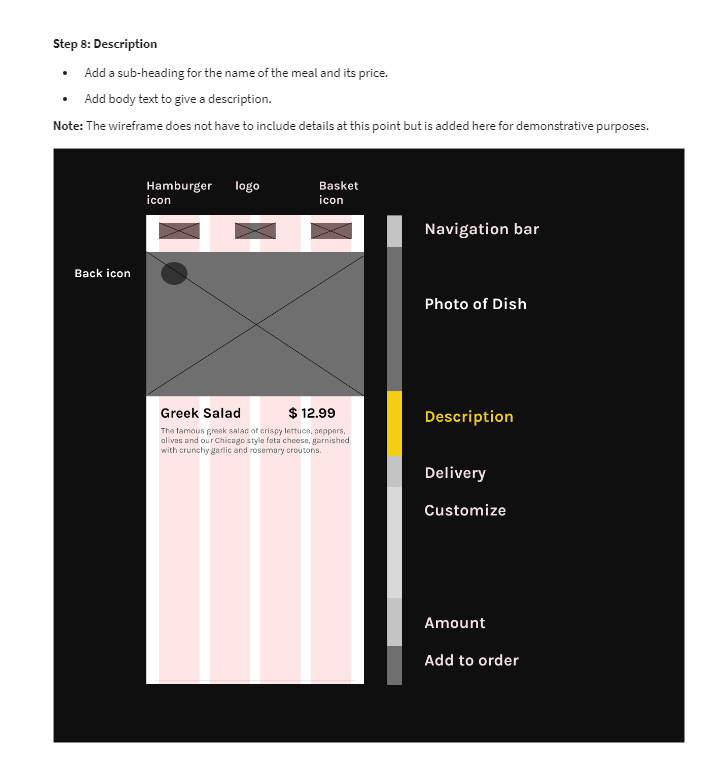 Step 8: Description
• Add a sub-heading for the name of the meal and its price.
• Add body text to give a description.
Note: The wireframe does not have to include details at this point but is added here for demonstrative purposes.
Hamburger icon
logo
Basket icon
Navigation bar
Back icon
Photo of Dish
Greek Salad $ 12.99
The famous greek salad of crispy lettuce, peppers,
olives and our Chicago style feta cheese, garnished
with crunchy garlic and rosemary croutons.
Description
Delivery
Customize
Amount
Add to order